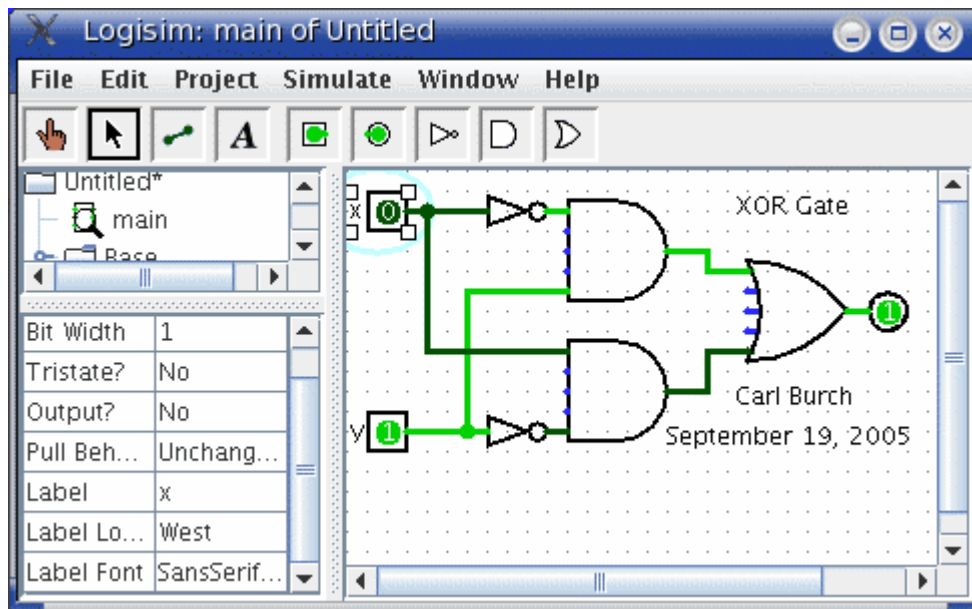 Logisim: main of Untitled
File Edit Project Simulate Window Help
A
Untitled*
main
Base
Bit Width 1
Tristate? No
Output? No
Pull Beh... Unchang...
Label x
Label Lo... West
Label Font SansSerif...
x 0
XOR Gate
1
Carl Burch
y 1
September 19, 2005